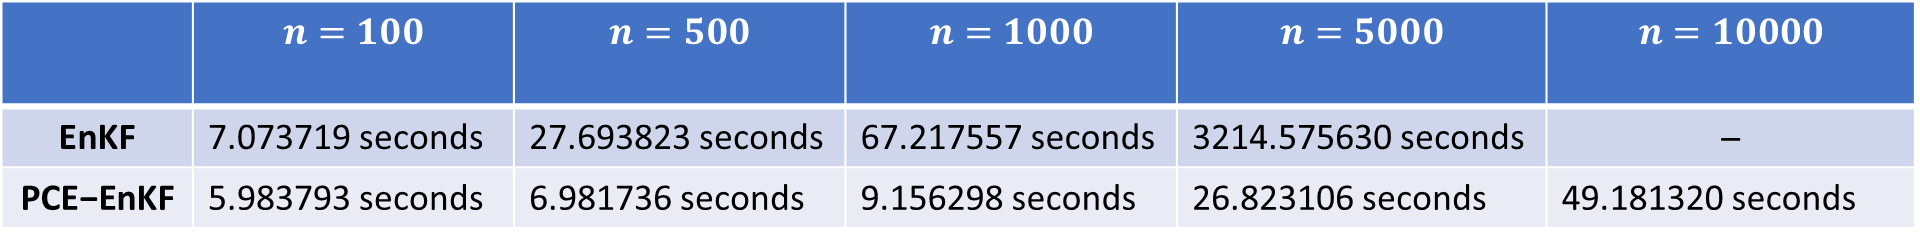 n = 100 n = 500 n = 1000 n = 5000 n = 10000
EnKF 7.073719 seconds 27.693823 seconds 67.217557 seconds 3214.575630 seconds –
PCE−EnKF 5.983793 seconds 6.981736 seconds 9.156298 seconds 26.823106 seconds 49.181320 seconds